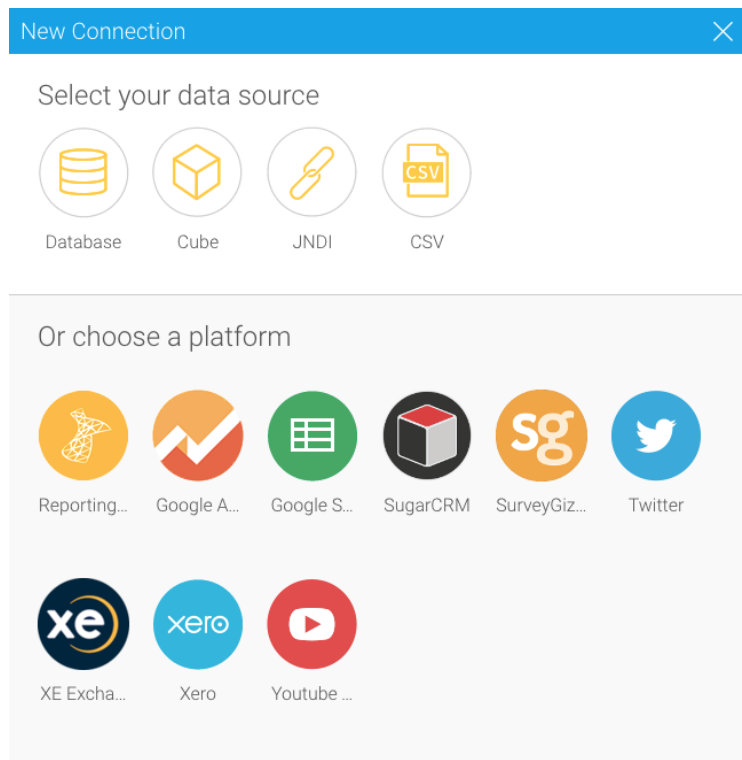 New Connection
Select your data source
CSV
Database Cube JNDI CSV
Or choose a platform
sg
Reporting... Google A... Google S... SugarCRM SurveyGiz... Twitter
xe xero
XE Excha... Xero Youtube ...